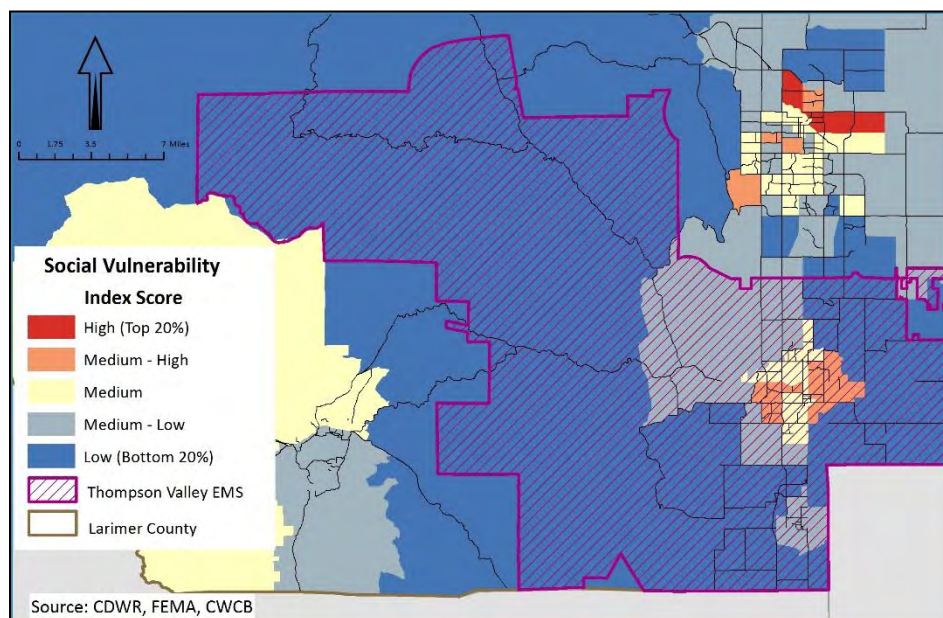 0 1.75 3.5 7 Miles
Social Vulnerability
Index Score
High (Top 20%)
Medium - High
Medium
Medium - Low
Low (Bottom 20%)
Thompson Valley EMS
Larimer County
Source: CDWR, FEMA, CWCB